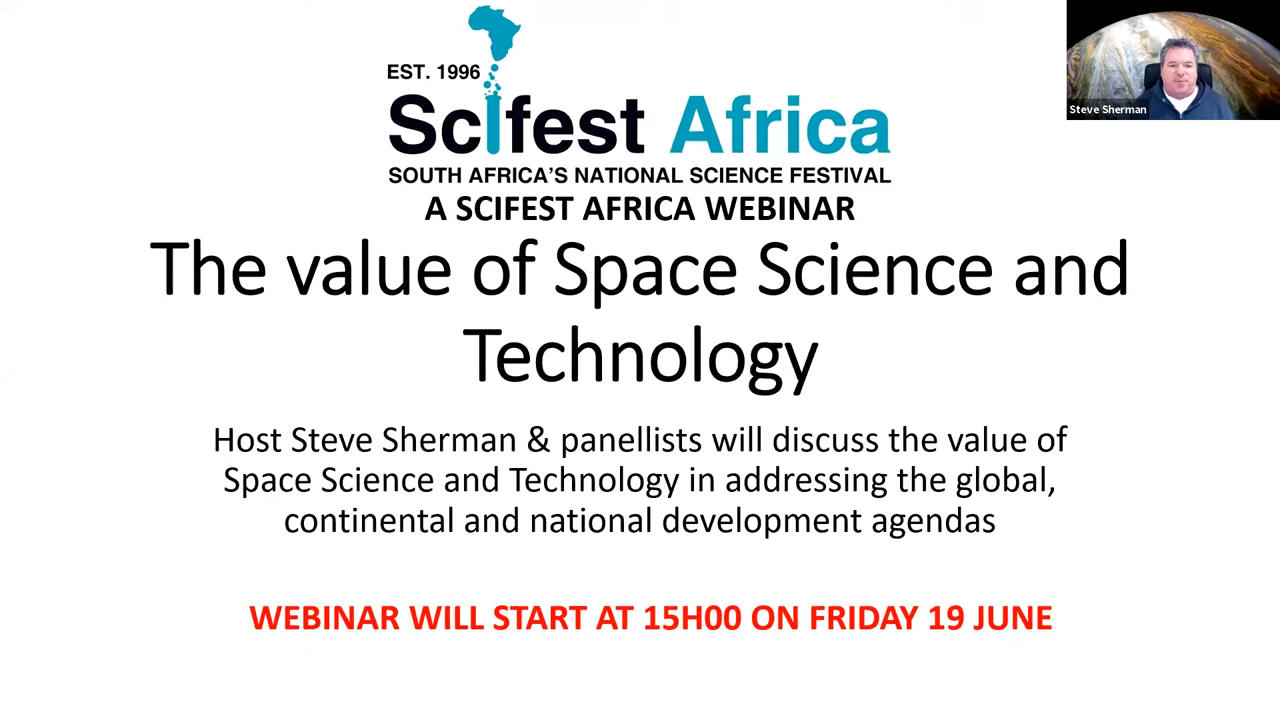 EST. 1996
Scifest Africa
SOUTH AFRICA'S NATIONAL SCIENCE FESTIVAL
A SCIFEST AFRICA WEBINAR
The value of Space Science and
Technology
Host Steve Sherman & panellists will discuss the value of
Space Science and Technology in addressing the global,
continental and national development agendas
WEBINAR WILL START AT 15H00 ON FRIDAY 19 JUNE
Steve Sherman